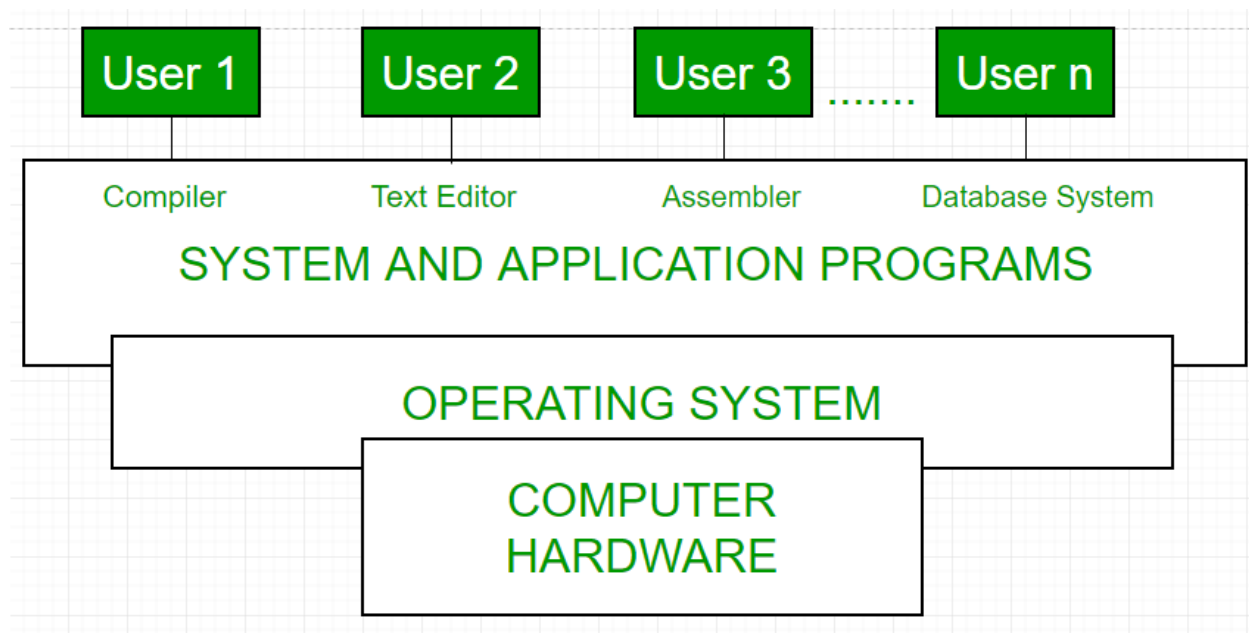 User 1 User 2 User 3 ....... User n
Compiler Text Editor Assembler Database System
SYSTEM AND APPLICATION PROGRAMS
OPERATING SYSTEM
COMPUTER
HARDWARE